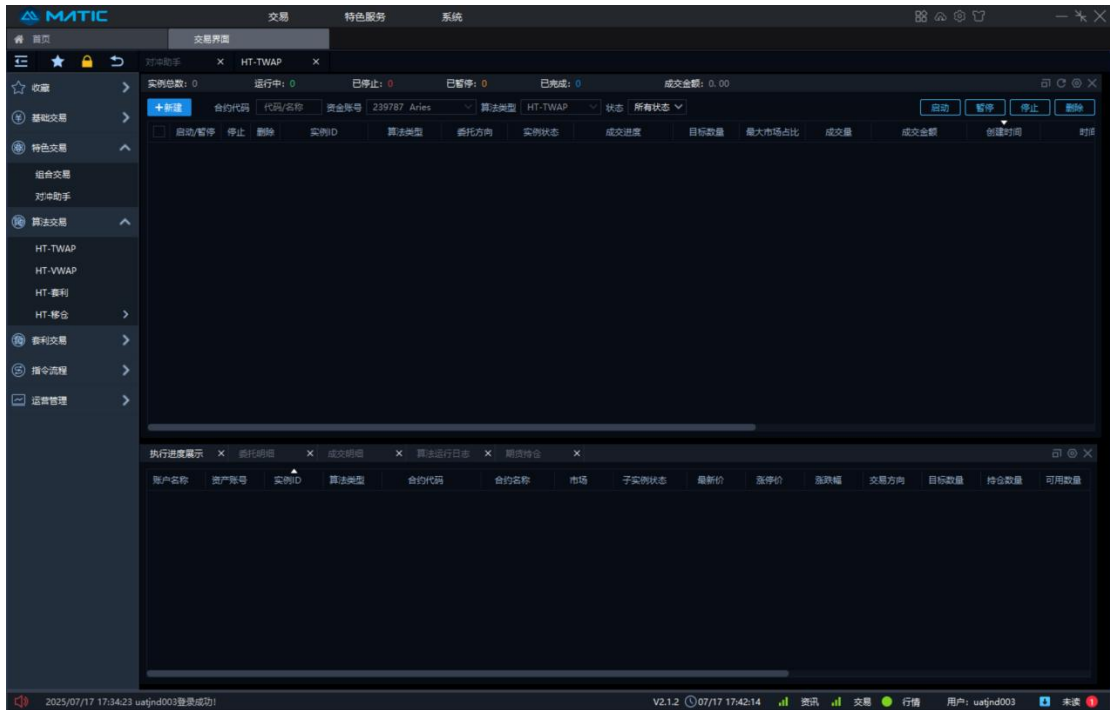 MATIC 交易 特色服务 系统
首页 交易界面
对冲助手 × HT-TWAP ×
收藏
基础交易
特色交易
组合交易
对冲助手
算法交易
HT-TWAP
HT-VWAP
HT-套利
HT-移仓
套利交易
指令流程
运营管理
实例总数: 0 运行中: 0 已停止: 0 已暂停: 0 已完成: 0 成交金额: 0.00
+新建 合约代码 代码/名称 资金账号 239787 Aries 算法类型 HT-TWAP 状态 所有状态 启动 暂停 停止 删除
启动/暂停 停止 删除 实例ID 算法类型 委托方向 实例状态 成交进度 目标数量 最大市场占比 成交量 成交金额 创建时间 时间
执行进度展示 × 委托明细 × 成交明细 × 算法运行日志 × 期货持仓 ×
账户名称 资产账号 实例ID 算法类型 合约代码 合约名称 市场 子实例状态 最新价 涨停价 涨跌幅 交易方向 目标数量 持仓数量 可用数量
2025/07/17 17:34:23 uatjnd003登录成功! V2.1.2 07/17 17:42:14 资讯 交易 行情 用户: uatjnd003 未读 1